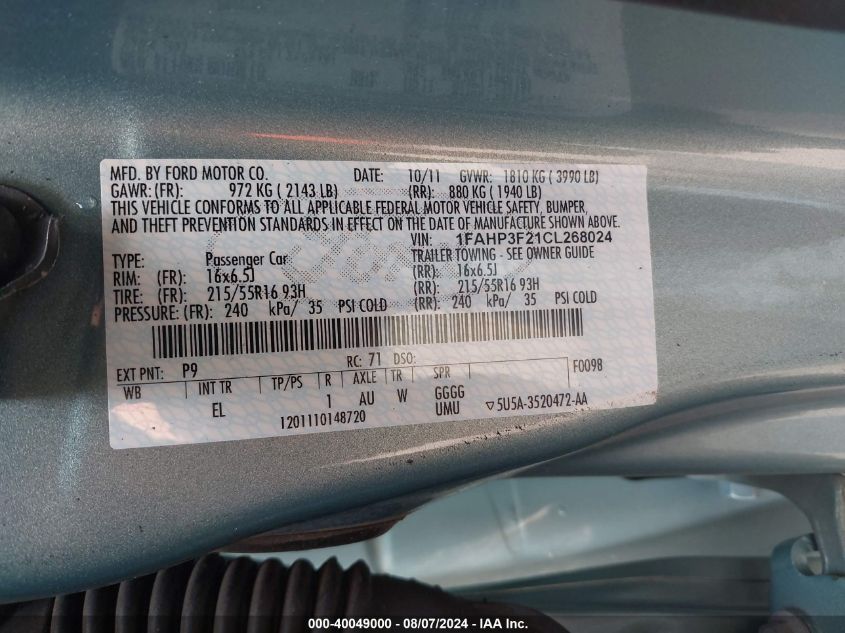 MFD. BY FORD MOTOR CO. DATE: 10/11 GVWR: 1810 KG ( 3990 LB)
GAWR:(FR): 972 KG ( 2143 LB) (RR): 880 KG ( 1940 LB)
THIS VEHICLE CONFORMS TO ALL APPLICABLE FEDERAL MOTOR VEHICLE SAFETY, BUMPER,
AND THEFT PREVENTION STANDARDS IN EFFECT ON THE DATE OF MANUFACTURE SHOWN ABOVE.
VIN: 1FAHP3F21CL268024
TYPE: Passenger Car TRAILER TOWING - SEE OWNER GUIDE
RIM: (FR): 16x6.5J (RR): 16x6.5J
TIRE: (FR): 215/55R16 93H (RR): 215/55R16 93H
PRESSURE: (FR): 240 kPa/ 35 PSI COLD (RR): 240 kPa/ 35 PSI COLD
EXT PNT: P9 RC: 71 DSO: F0098
WB INT TR TP/PS R AXLE TR SPR
EL 1 AU W GGGG
1201110148720 UMU ▽5U5A-3520472-AA
000-40049000 - 08/07/2024 - IAA Inc.